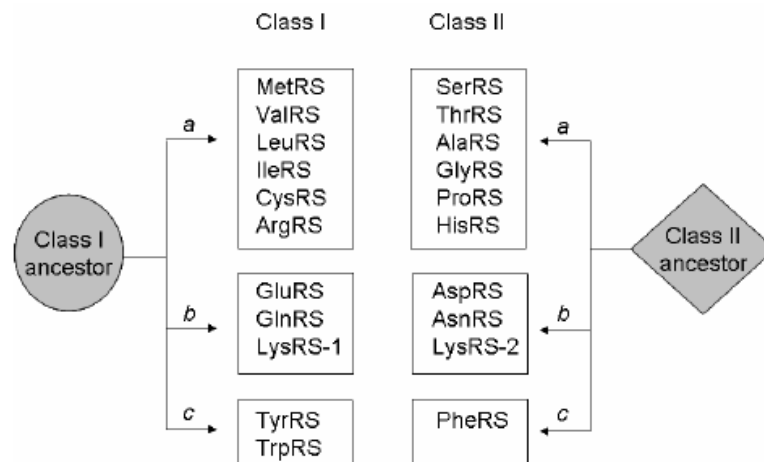 Class I
Class II
MetRS
ValRS
LeuRS
IleRS
CysRS
ArgRS
SerRS
ThrRS
AlaRS
GlyRS
ProRS
HisRS
a
a
Class I
ancestor
Class II
ancestor
GluRS
GlnRS
LysRS-1
AspRS
AsnRS
LysRS-2
b
b
TyrRS
TrpRS
PheRS
c
c